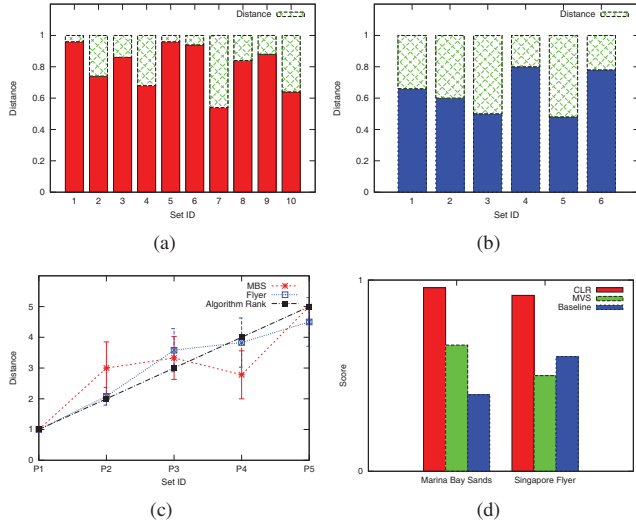 Distance
Distance
1
0.8
0.6
0.4
0.2
0
1 2 3 4 5 6 7 8 9 10
Set ID
(a)
Distance
Distance
1
0.8
0.6
0.4
0.2
0
1 2 3 4 5 6
Set ID
(b)
MBS
Flyer
Algorithm Rank
Distance
5
4
3
2
1
0
P1 P2 P3 P4 P5
Set ID
(c)
CLR
MVS
Baseline
Score
1
0
Marina Bay Sands Singapore Flyer
(d)